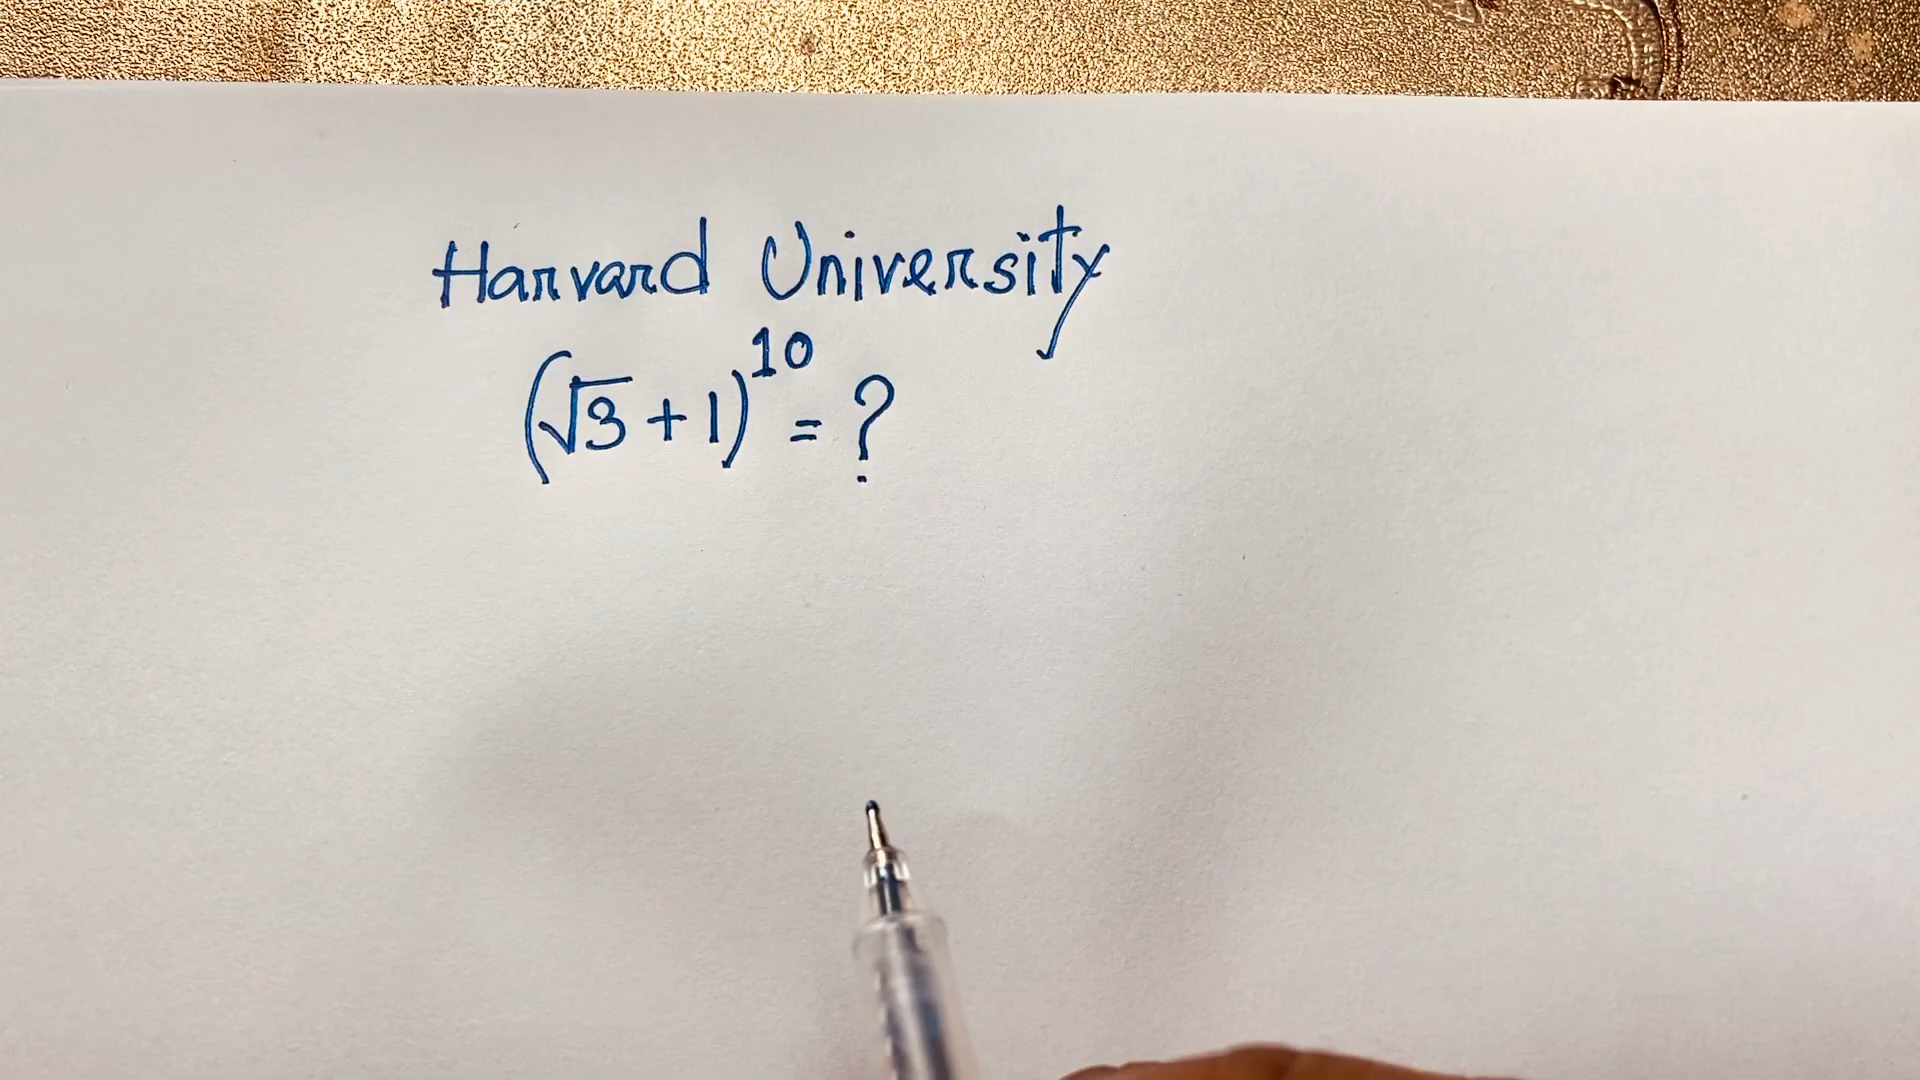 Harvard University
(√3 + 1)^10 = ?